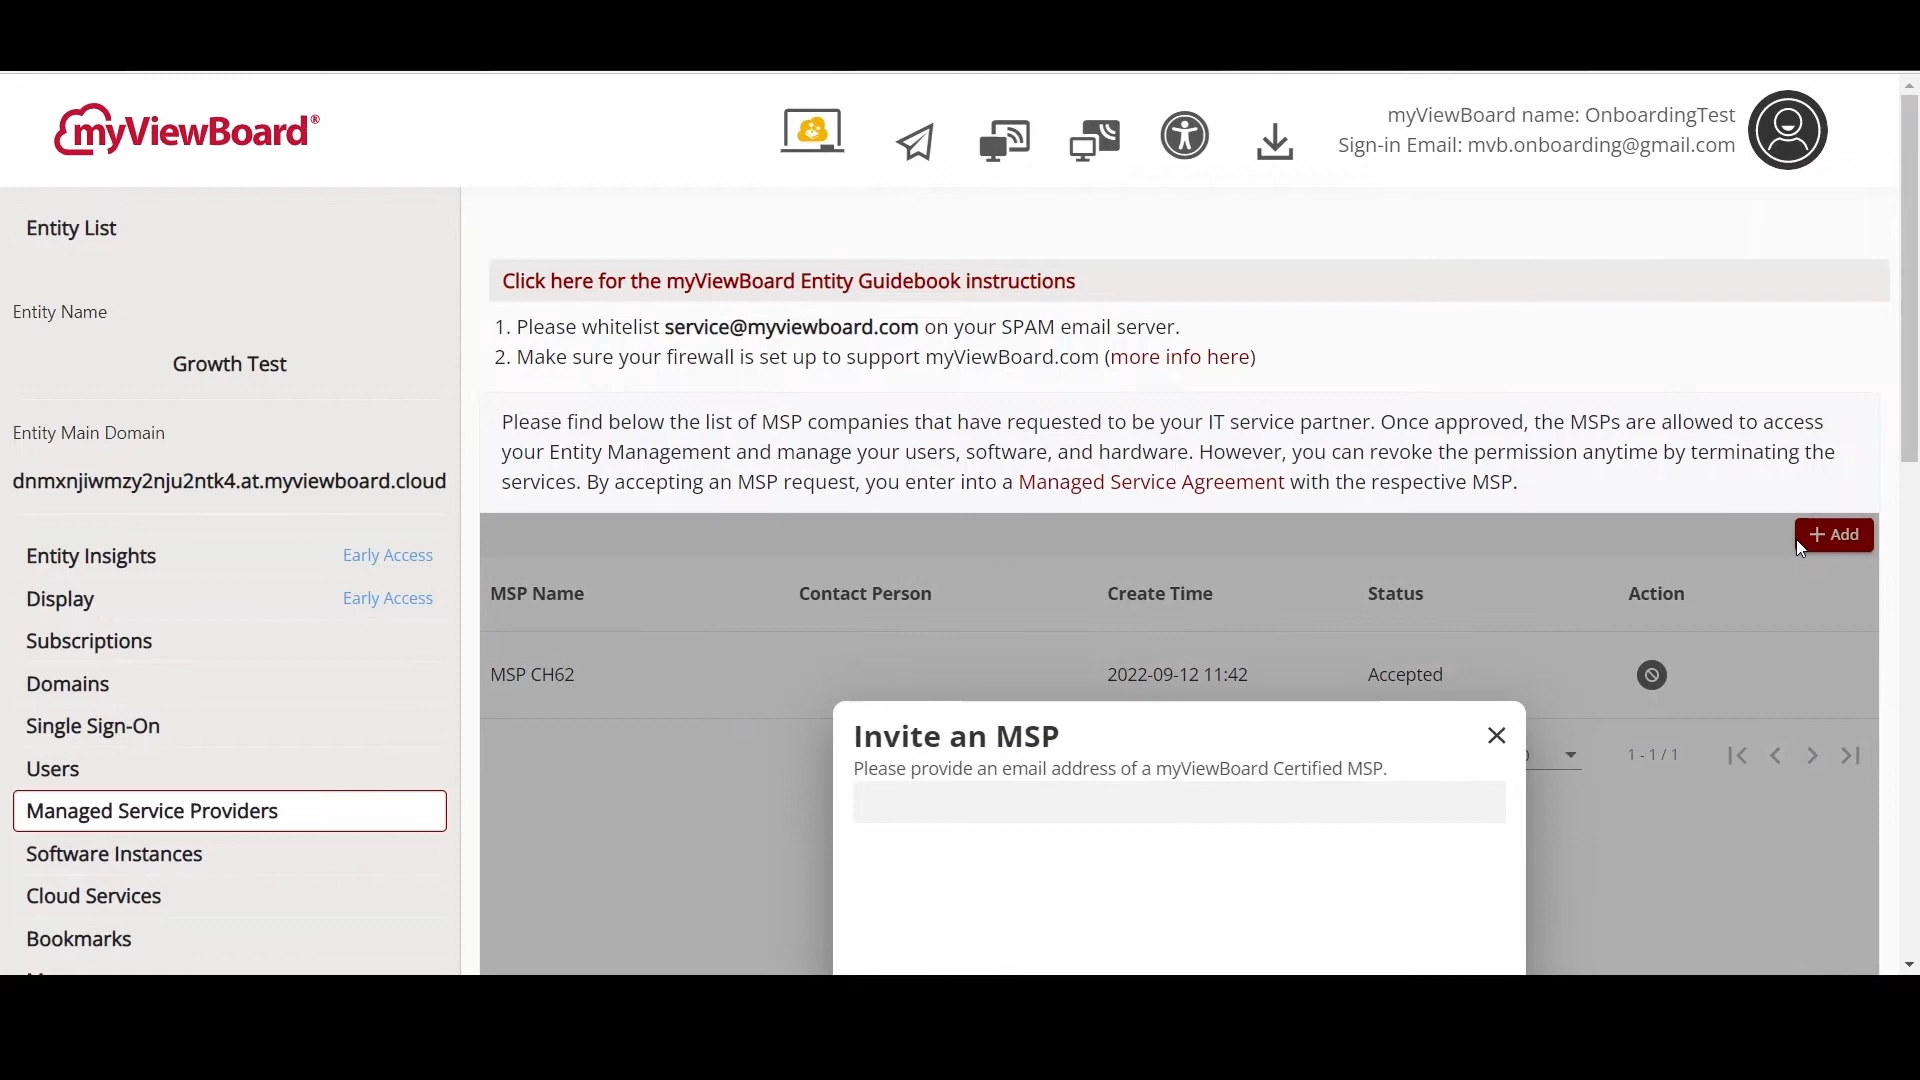 myViewBoard®
myViewBoard name: OnboardingTest
Sign-in Email: mvb.onboarding@gmail.com
Entity List
Entity Name
Growth Test
Entity Main Domain
dnmxnjiwmzy2nju2ntk4.at.myviewboard.cloud
Entity Insights Early Access
Display Early Access
Subscriptions
Domains
Single Sign-On
Users
Managed Service Providers
Software Instances
Cloud Services
Bookmarks
Click here for the myViewBoard Entity Guidebook instructions
1. Please whitelist service@myviewboard.com on your SPAM email server.
2. Make sure your firewall is set up to support myViewBoard.com (more info here)
Please find below the list of MSP companies that have requested to be your IT service partner. Once approved, the MSPs are allowed to access
your Entity Management and manage your users, software, and hardware. However, you can revoke the permission anytime by terminating the
services. By accepting an MSP request, you enter into a Managed Service Agreement with the respective MSP.
+ Add
MSP Name Contact Person Create Time Status Action
MSP CH62 2022-09-12 11:42 Accepted
1 - 1 / 1
Invite an MSP
Please provide an email address of a myViewBoard Certified MSP.